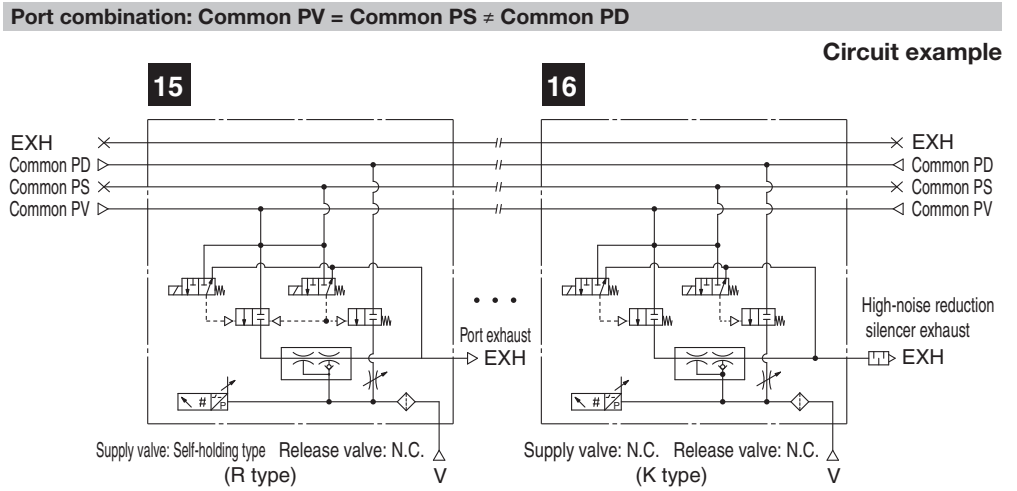 Port combination: Common PV = Common PS ≠ Common PD
Circuit example
15
16
EXH
EXH
Common PD
Common PD
Common PS
Common PS
Common PV
Common PV
Port exhaust
EXH
High-noise reduction
silencer exhaust
EXH
#
P
#
P
Supply valve: Self-holding type
Release valve: N.C.
(R type)
V
Supply valve: N.C.
Release valve: N.C.
(K type)
V